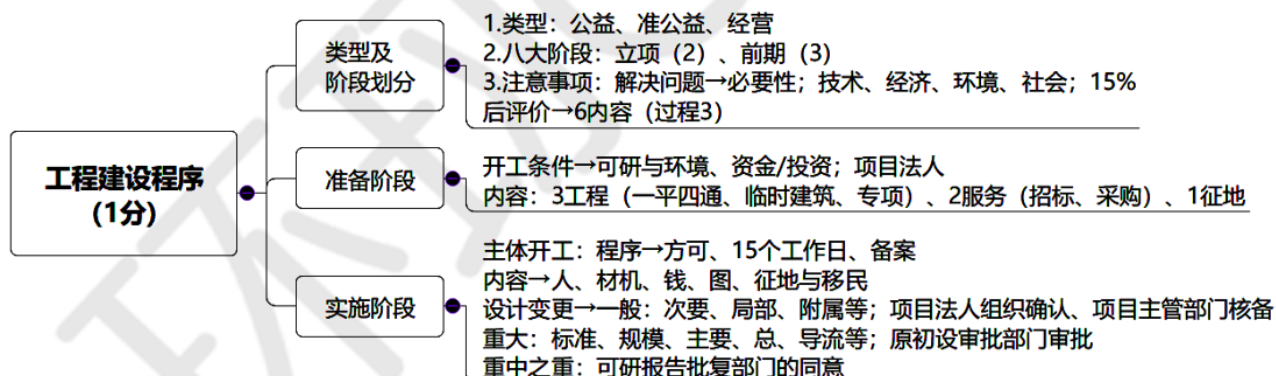 工程建设程序
(1分)
类型及
阶段划分
1.类型：公益、准公益、经营
2.八大阶段：立项（2）、前期（3）
3.注意事项：解决问题→必要性；技术、经济、环境、社会；15%
后评价→6内容（过程3）
准备阶段
开工条件→可研与环境、资金/投资；项目法人
内容：3工程（一平四通、临时建筑、专项）、2服务（招标、采购）、1征地
实施阶段
主体开工：程序→方可、15个工作日、备案
内容→人、材机、钱、图、征地与移民
设计变更→一般：次要、局部、附属等；项目法人组织确认、项目主管部门核备
重大：标准、规模、主要、总、导流等；原初设审批部门审批
重中之重：可研报告批复部门的同意